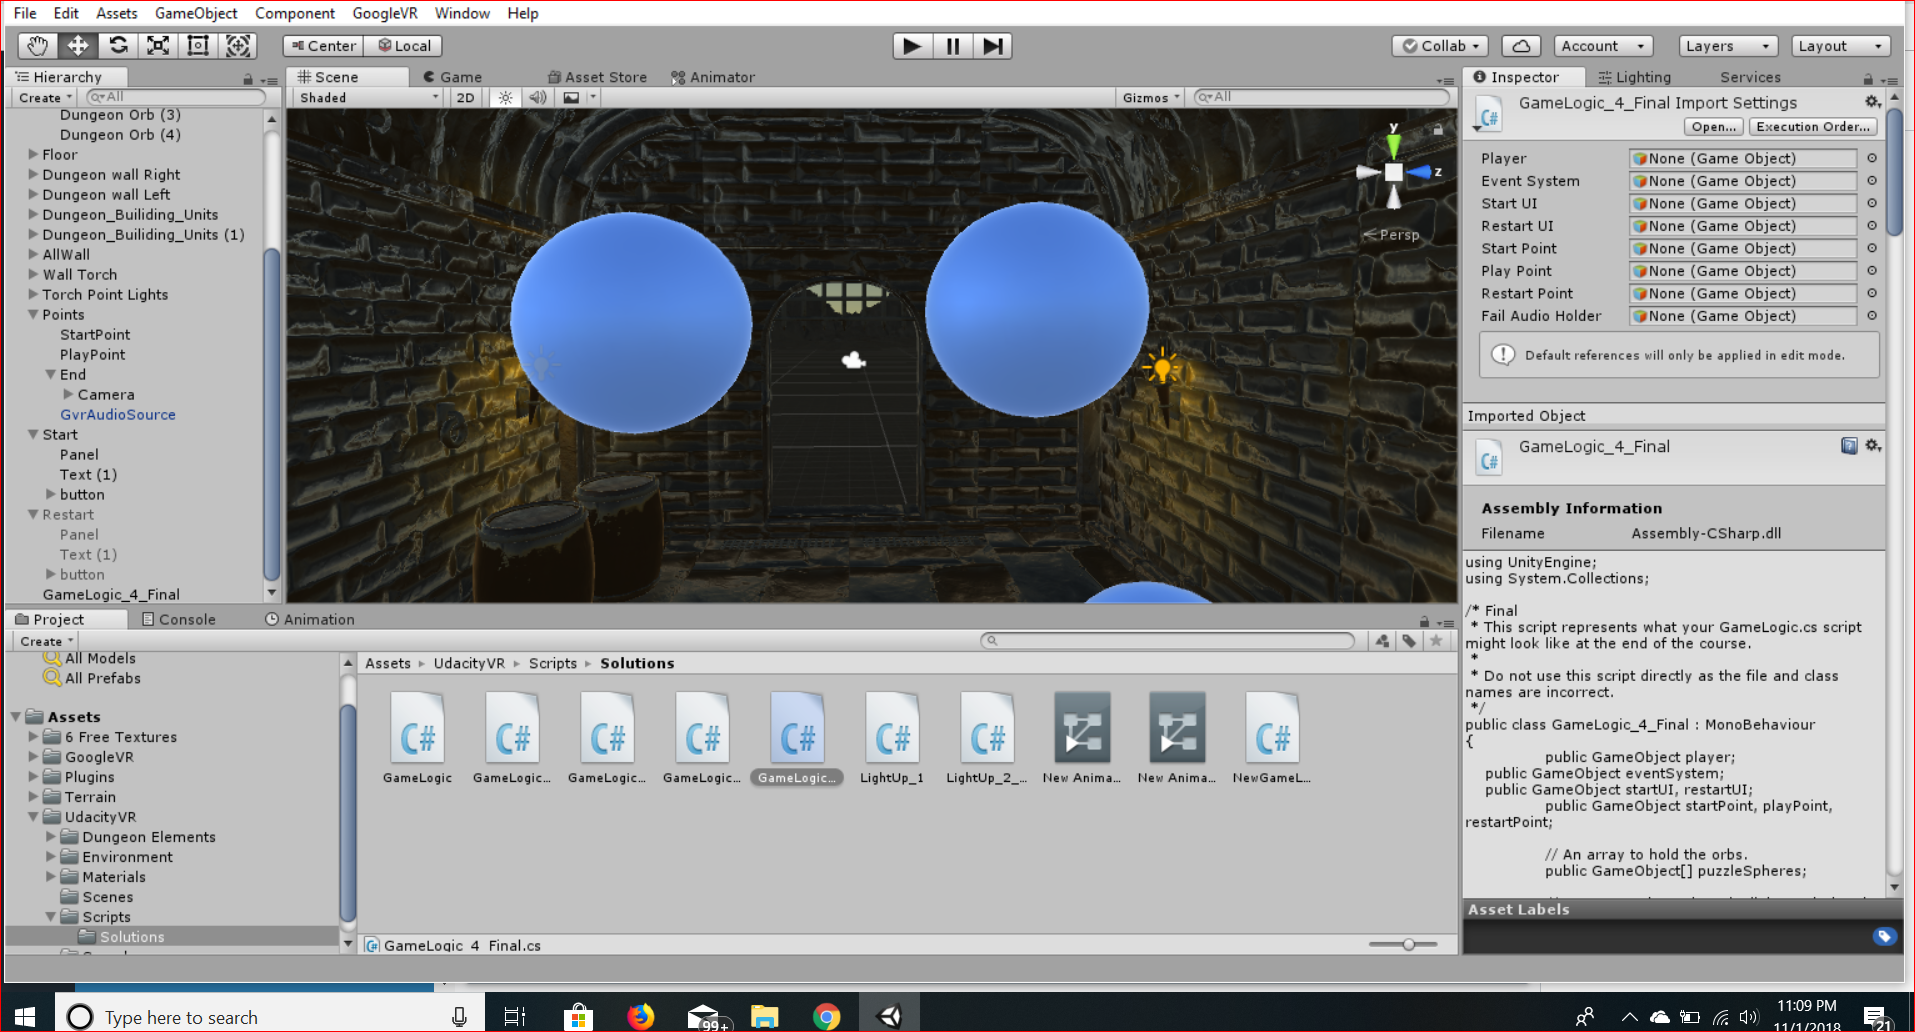 File Edit Assets GameObject Component GoogleVR Window Help
Center Local Collab Account Layers Layout
Hierarchy
Create All
Dungeon Orb (3)
Dungeon Orb (4)
Floor
Dungeon wall Right
Dungeon wall Left
Dungeon_Builiding_Units
Dungeon_Builiding_Units (1)
AllWall
Wall Torch
Torch Point Lights
Points
StartPoint
PlayPoint
End
Camera
GvrAudioSource
Start
Panel
Text (1)
button
Restart
Panel
Text (1)
button
GameLogic_4_Final
Scene Game Asset Store Animator
Shaded 2D Gizmos All
y
z
Persp
Inspector Lighting Services
C#
GameLogic_4_Final Import Settings
Open... Execution Order...
Player None (Game Object)
Event System None (Game Object)
Start UI None (Game Object)
Restart UI None (Game Object)
Start Point None (Game Object)
Play Point None (Game Object)
Restart Point None (Game Object)
Fail Audio Holder None (Game Object)
Default references will only be applied in edit mode.
Imported Object
C#
GameLogic_4_Final
Assembly Information
Filename Assembly-CSharp.dll
using UnityEngine;
using System.Collections;
/* Final
* This script represents what your GameLogic.cs script
might look like at the end of the course.
*
* Do not use this script directly as the file and class
names are incorrect.
*/
public class GameLogic_4_Final : MonoBehaviour
{
public GameObject player;
public GameObject eventSystem;
public GameObject startUI, restartUI;
public GameObject startPoint, playPoint,
restartPoint;
// An array to hold the orbs.
public GameObject[] puzzleSpheres;
Asset Labels
Project Console Animation
Create
All Models
All Prefabs
Assets
6 Free Textures
GoogleVR
Plugins
Terrain
UdacityVR
Dungeon Elements
Environment
Materials
Scenes
Scripts
Solutions
Assets UdacityVR Scripts Solutions
C# C# C# C# C# C# C# C#
GameLogic GameLogic... GameLogic... GameLogic... GameLogic... LightUp_1 LightUp_2_... New Anima... New Anima... NewGameL...
GameLogic_4_Final.cs
Type here to search
99+
11:09 PM
11/1/2018
21